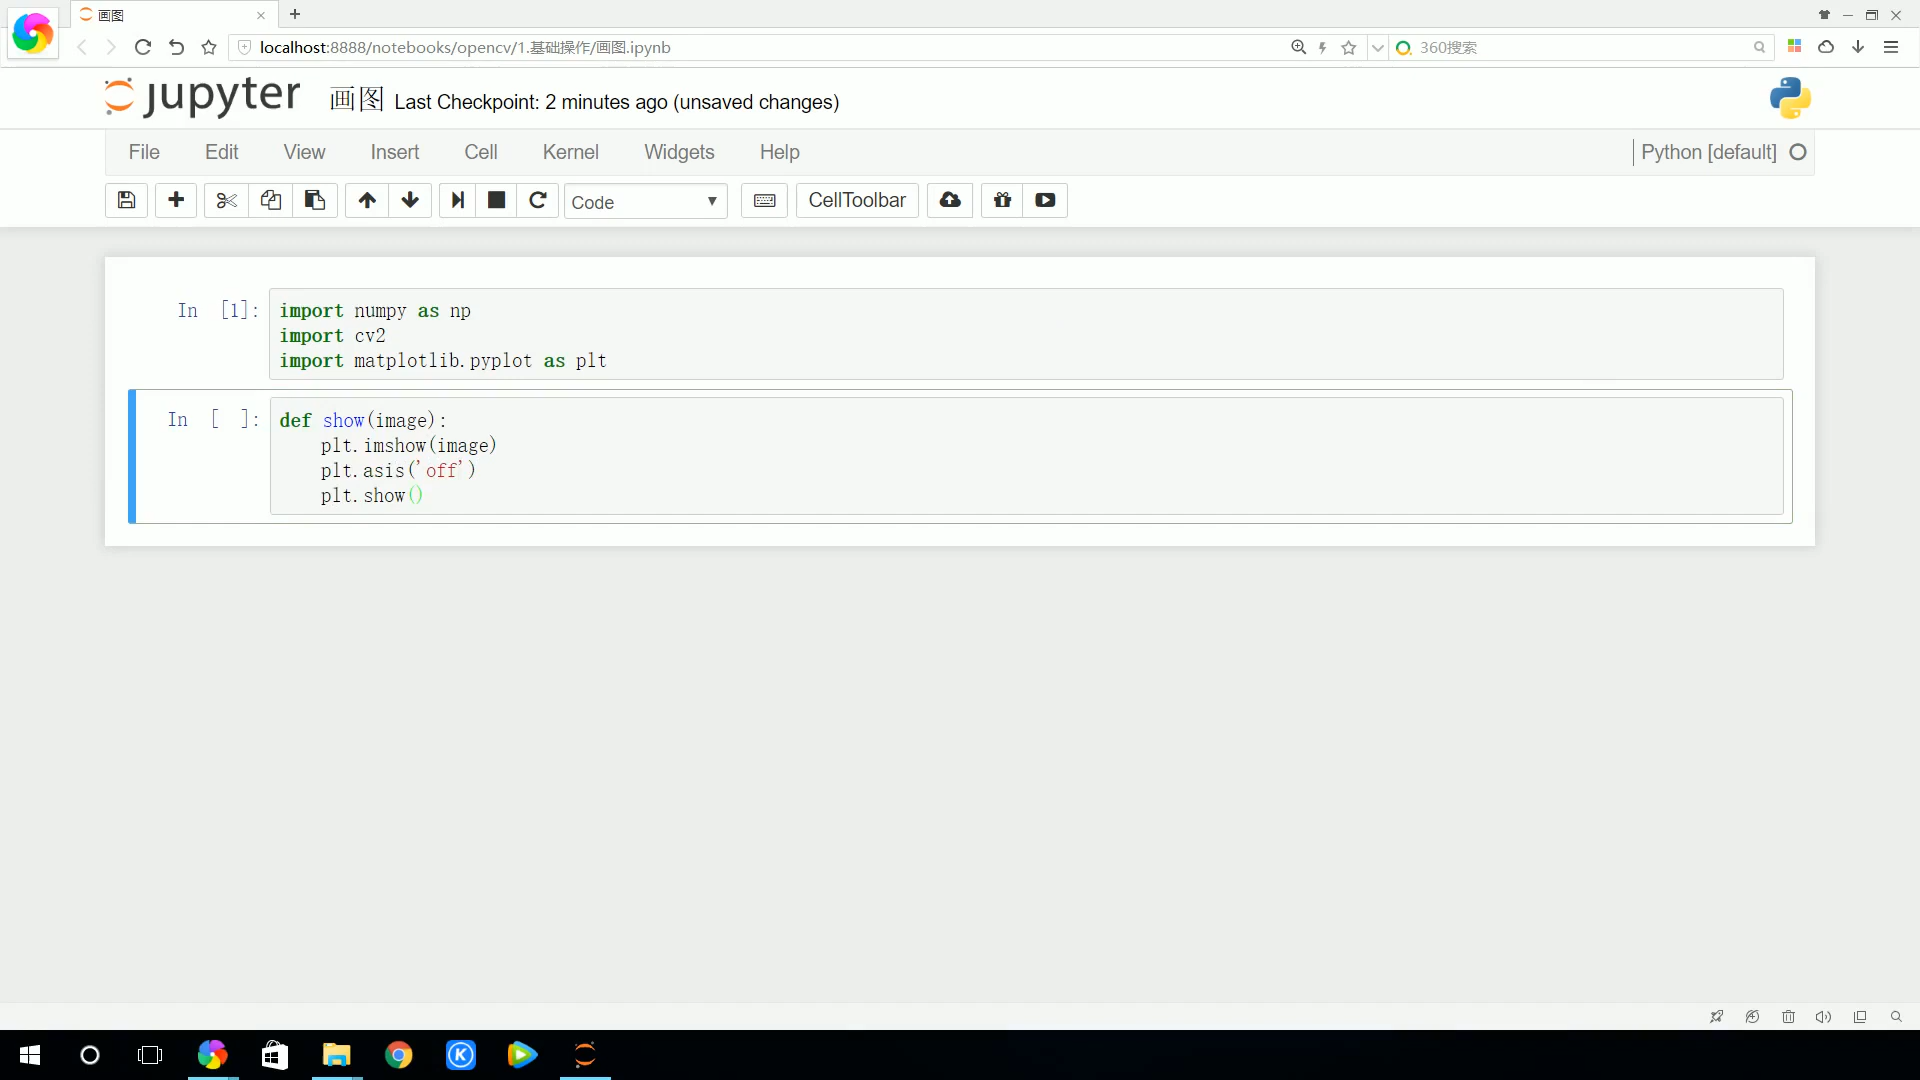 画图
localhost:8888/notebooks/opencv/1.基础操作/画图.ipynb
360搜索
jupyter 画图 Last Checkpoint: 2 minutes ago (unsaved changes)
File Edit View Insert Cell Kernel Widgets Help Python [default]
Code CellToolbar
In [1]: import numpy as np
import cv2
import matplotlib.pyplot as plt
In [ ]: def show(image):
plt.imshow(image)
plt.asis('off')
plt.show()